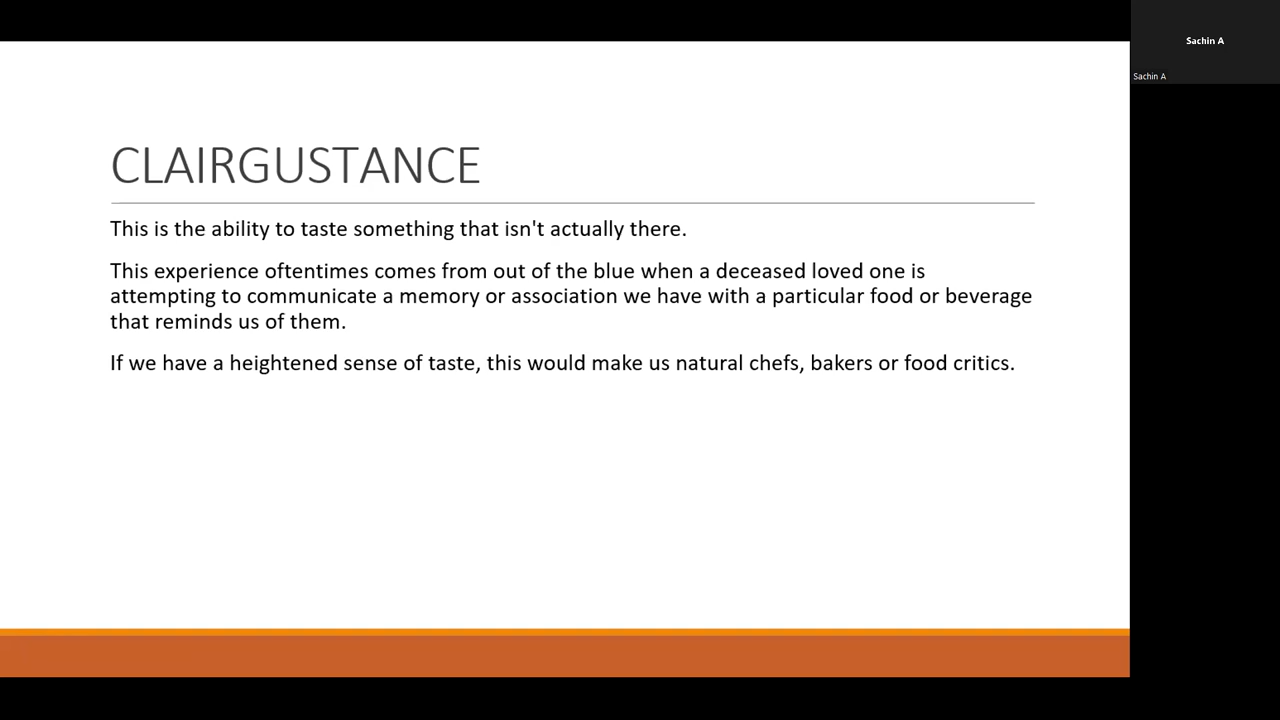 CLAIRGUSTANCE
This is the ability to taste something that isn't actually there.
This experience oftentimes comes from out of the blue when a deceased loved one is
attempting to communicate a memory or association we have with a particular food or beverage
that reminds us of them.
If we have a heightened sense of taste, this would make us natural chefs, bakers or food critics.
Sachin A
Sachin A